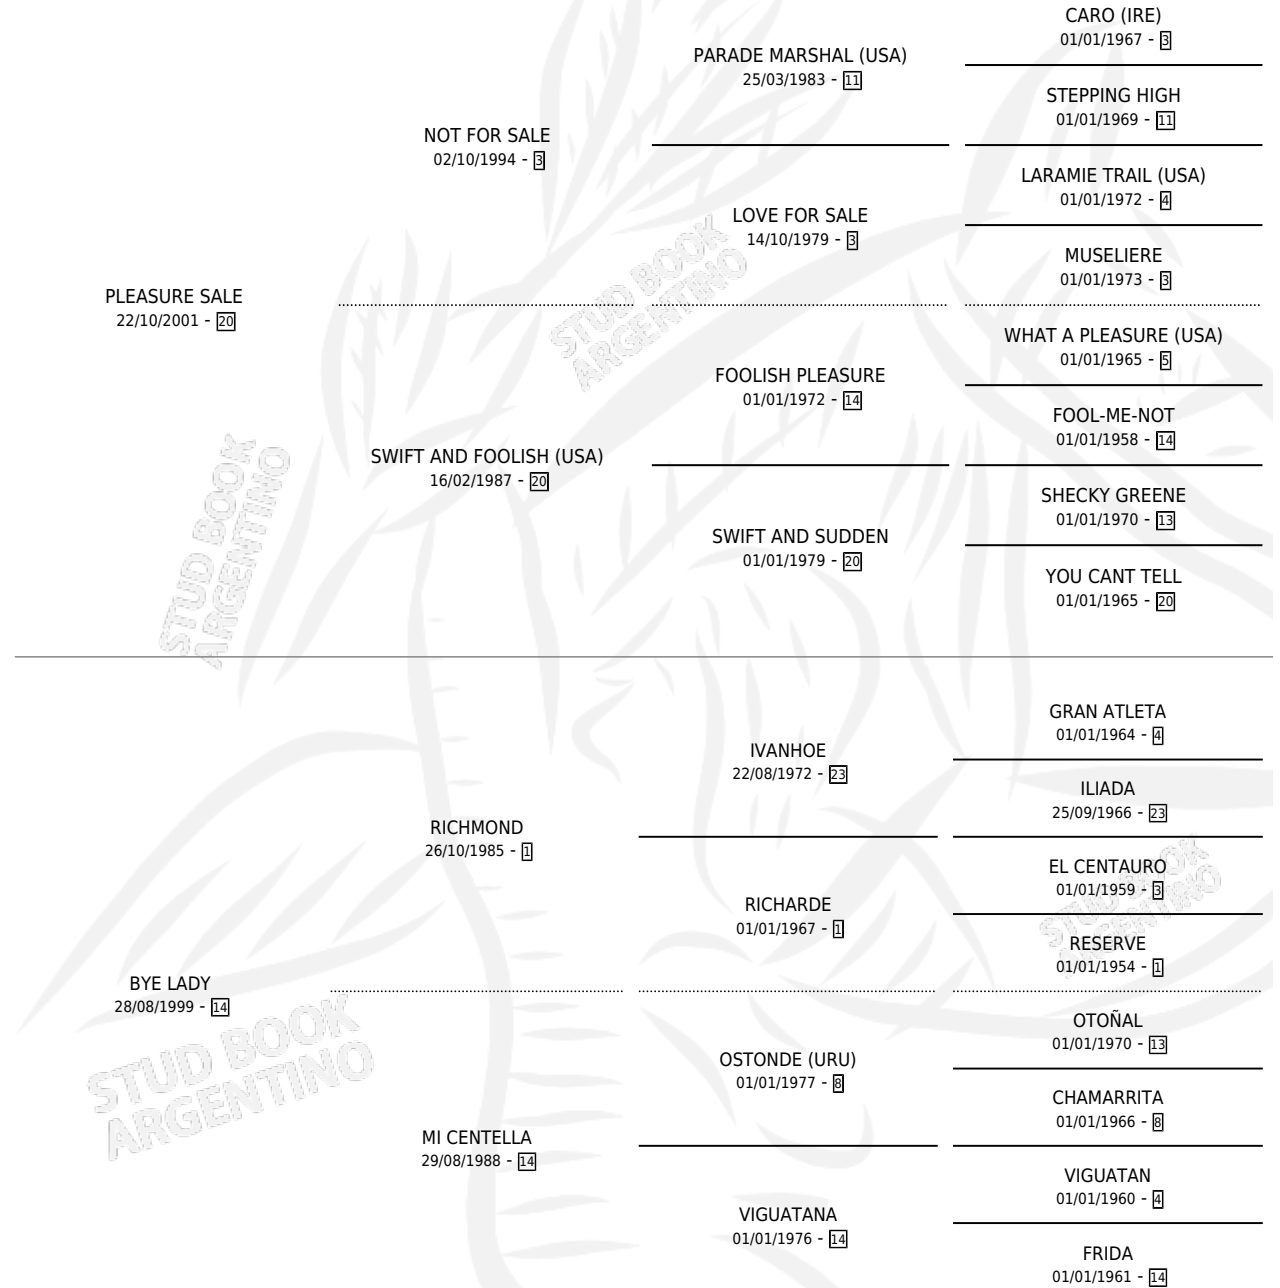 CARO (IRE)
01/01/1967 - 3
PARADE MARSHAL (USA)
25/03/1983 - 11
STEPPING HIGH
01/01/1969 - 11
NOT FOR SALE
02/10/1994 - 3
LARAMIE TRAIL (USA)
01/01/1972 - 4
LOVE FOR SALE
14/10/1979 - 3
MUSELIERE
01/01/1973 - 3
PLEASURE SALE
22/10/2001 - 20
WHAT A PLEASURE (USA)
01/01/1965 - 5
FOOLISH PLEASURE
01/01/1972 - 14
FOOL-ME-NOT
01/01/1958 - 14
SWIFT AND FOOLISH (USA)
16/02/1987 - 20
SHECKY GREENE
01/01/1970 - 13
SWIFT AND SUDDEN
01/01/1979 - 20
YOU CANT TELL
01/01/1965 - 20
STUD BOOK
ARGENTINO
STUD BOOK
ARGENTINO
GRAN ATLETA
01/01/1964 - 4
IVANHOE
22/08/1972 - 23
ILIADA
25/09/1966 - 23
RICHMOND
26/10/1985 - 1
EL CENTAURO
01/01/1959 - 3
RICHARDE
01/01/1967 - 1
RESERVE
01/01/1954 - 1
BYE LADY
28/08/1999 - 14
OTOÑAL
01/01/1970 - 13
OSTONDE (URU)
01/01/1977 - 8
CHAMARRITA
01/01/1966 - 8
MI CENTELLA
29/08/1988 - 14
VIGUATAN
01/01/1960 - 4
VIGUATANA
01/01/1976 - 14
FRIDA
01/01/1961 - 14
STUD BOOK
ARGENTINO
STUD BOOK
ARGENTINO